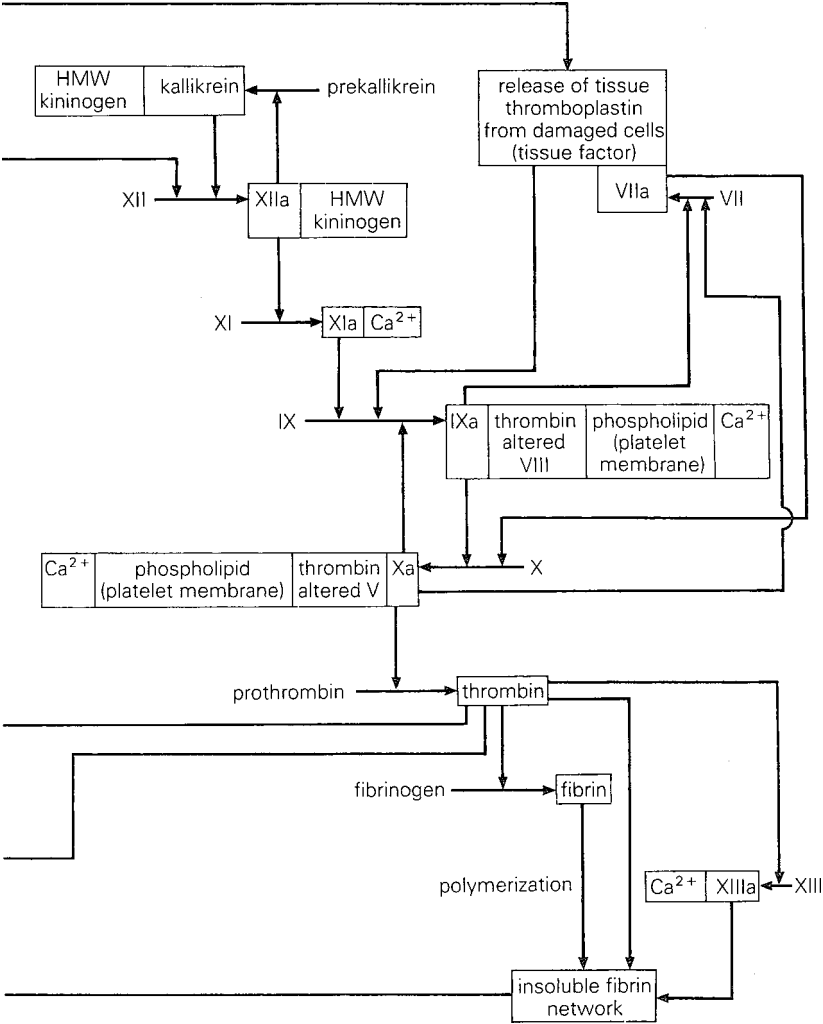 HMW
kininogen
kallikrein
prekallikrein
release of tissue
thromboplastin
from damaged cells
(tissue factor)
VIIa
VII
XII
XIIa
HMW
kininogen
XI
XIa
Ca2+
IX
IXa
thrombin
altered
VIII
phospholipid
(platelet
membrane)
Ca2+
Ca2+
phospholipid
(platelet membrane)
thrombin
altered V
Xa
X
prothrombin
thrombin
fibrinogen
fibrin
polymerization
Ca2+
XIIIa
XIII
insoluble fibrin
network